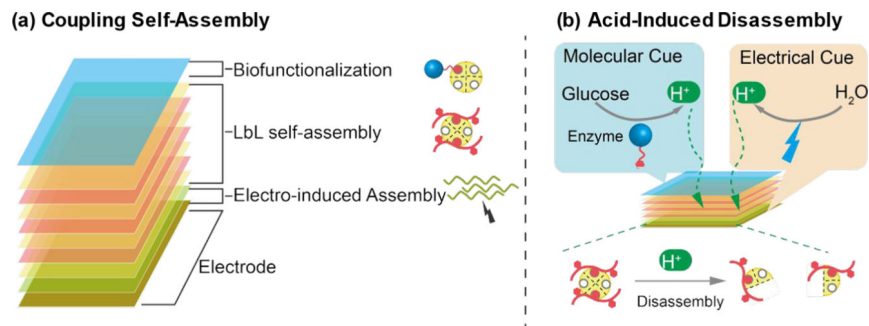 (a) Coupling Self-Assembly
Biofunctionalization
LbL self-assembly
Electro-induced Assembly
Electrode
(b) Acid-Induced Disassembly
Molecular Cue
Electrical Cue
Glucose
H⁺
H⁺
H₂O
Enzyme
H⁺
Disassembly